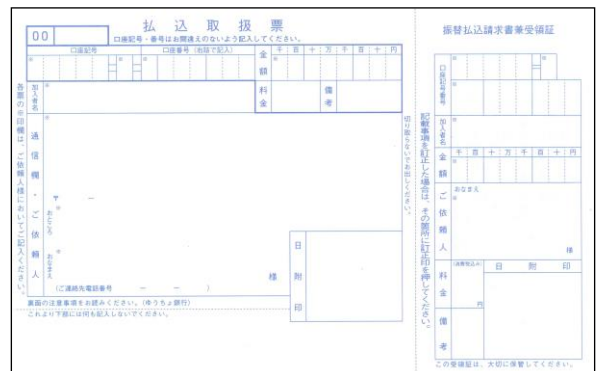 払込取扱票
00
口座記号・番号はお間違えのないよう記入してください。
口座記号
口座番号（右詰で記入）
金額
千 百 十 万 千 百 十 円
加入者名
料金
備考
通信欄・ご依頼人
〒 −
おところ
おなまえ
様
（ご連絡先電話番号 − − ）
日附印
裏面の注意事項をお読みください。（ゆうちょ銀行）
これより下部には何も記入しないでください。
各票の※印欄は、ご依頼人様においてご記入ください。
切り取らないでお出しください。
記載事項を訂正した場合は、その箇所に訂正印を押してください。
振替払込請求書兼受領証
口座記号番号
加入者名
金額
千 百 十 万 千 百 十 円
ご依頼人
おなまえ
様
料金
（消費税込み）
円
日 附 印
備考
この受領証は、大切に保管してください。